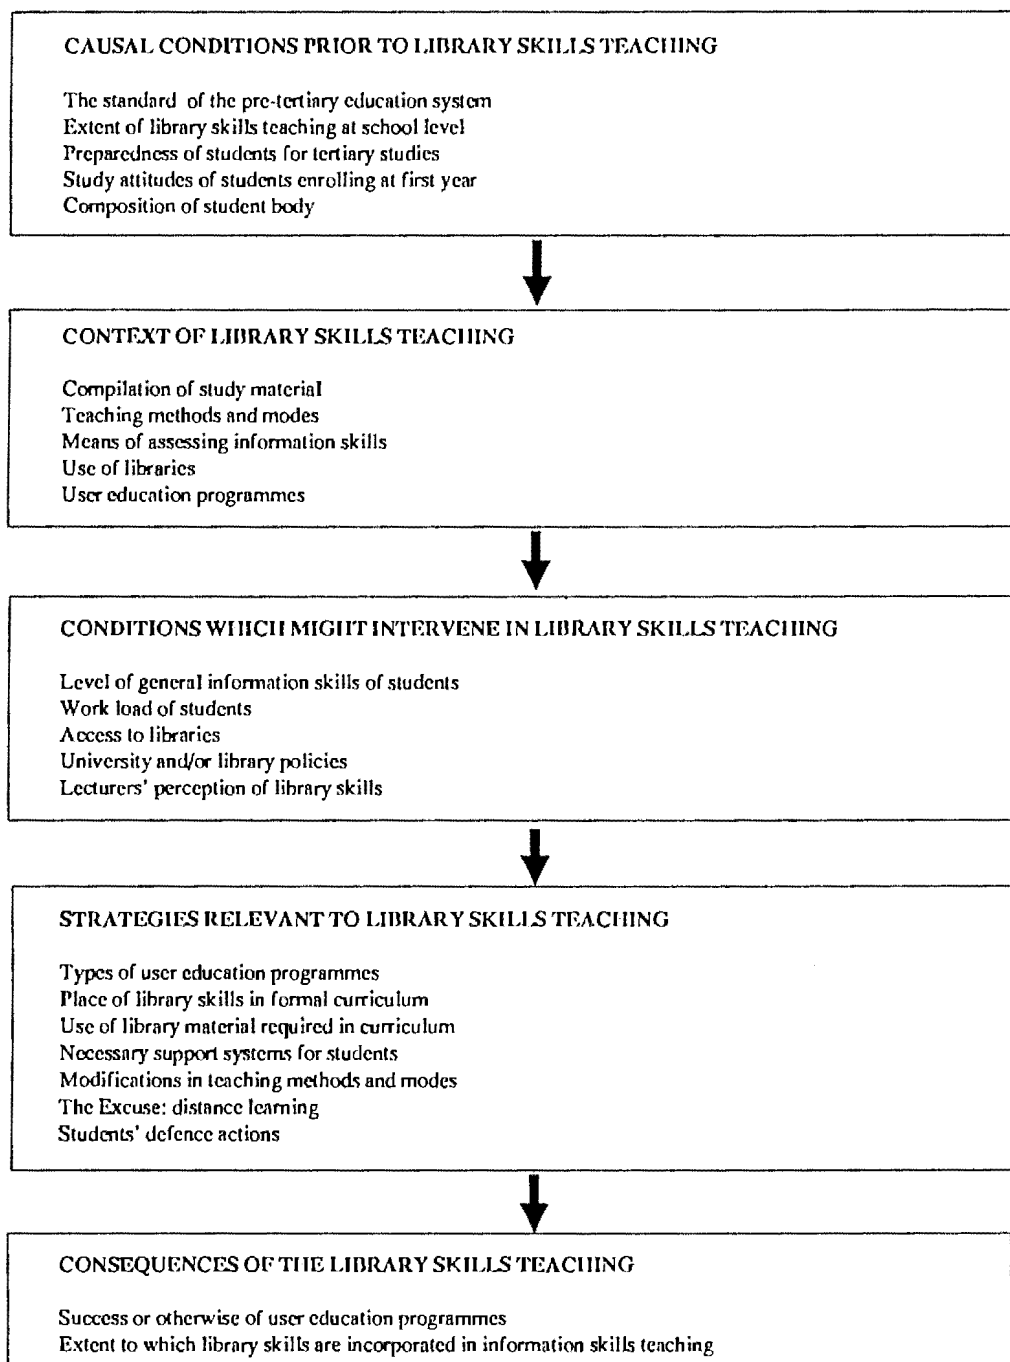 CAUSAL CONDITIONS PRIOR TO LIBRARY SKILLS TEACHING
The standard of the pre-tertiary education system
Extent of library skills teaching at school level
Preparedness of students for tertiary studies
Study attitudes of students enrolling at first year
Composition of student body
CONTEXT OF LIBRARY SKILLS TEACHING
Compilation of study material
Teaching methods and modes
Means of assessing information skills
Use of libraries
User education programmes
CONDITIONS WHICH MIGHT INTERVENE IN LIBRARY SKILLS TEACHING
Level of general information skills of students
Work load of students
Access to libraries
University and/or library policies
Lecturers' perception of library skills
STRATEGIES RELEVANT TO LIBRARY SKILLS TEACHING
Types of user education programmes
Place of library skills in formal curriculum
Use of library material required in curriculum
Necessary support systems for students
Modifications in teaching methods and modes
The Excuse: distance learning
Students' defence actions
CONSEQUENCES OF THE LIBRARY SKILLS TEACHING
Success or otherwise of user education programmes
Extent to which library skills are incorporated in information skills teaching